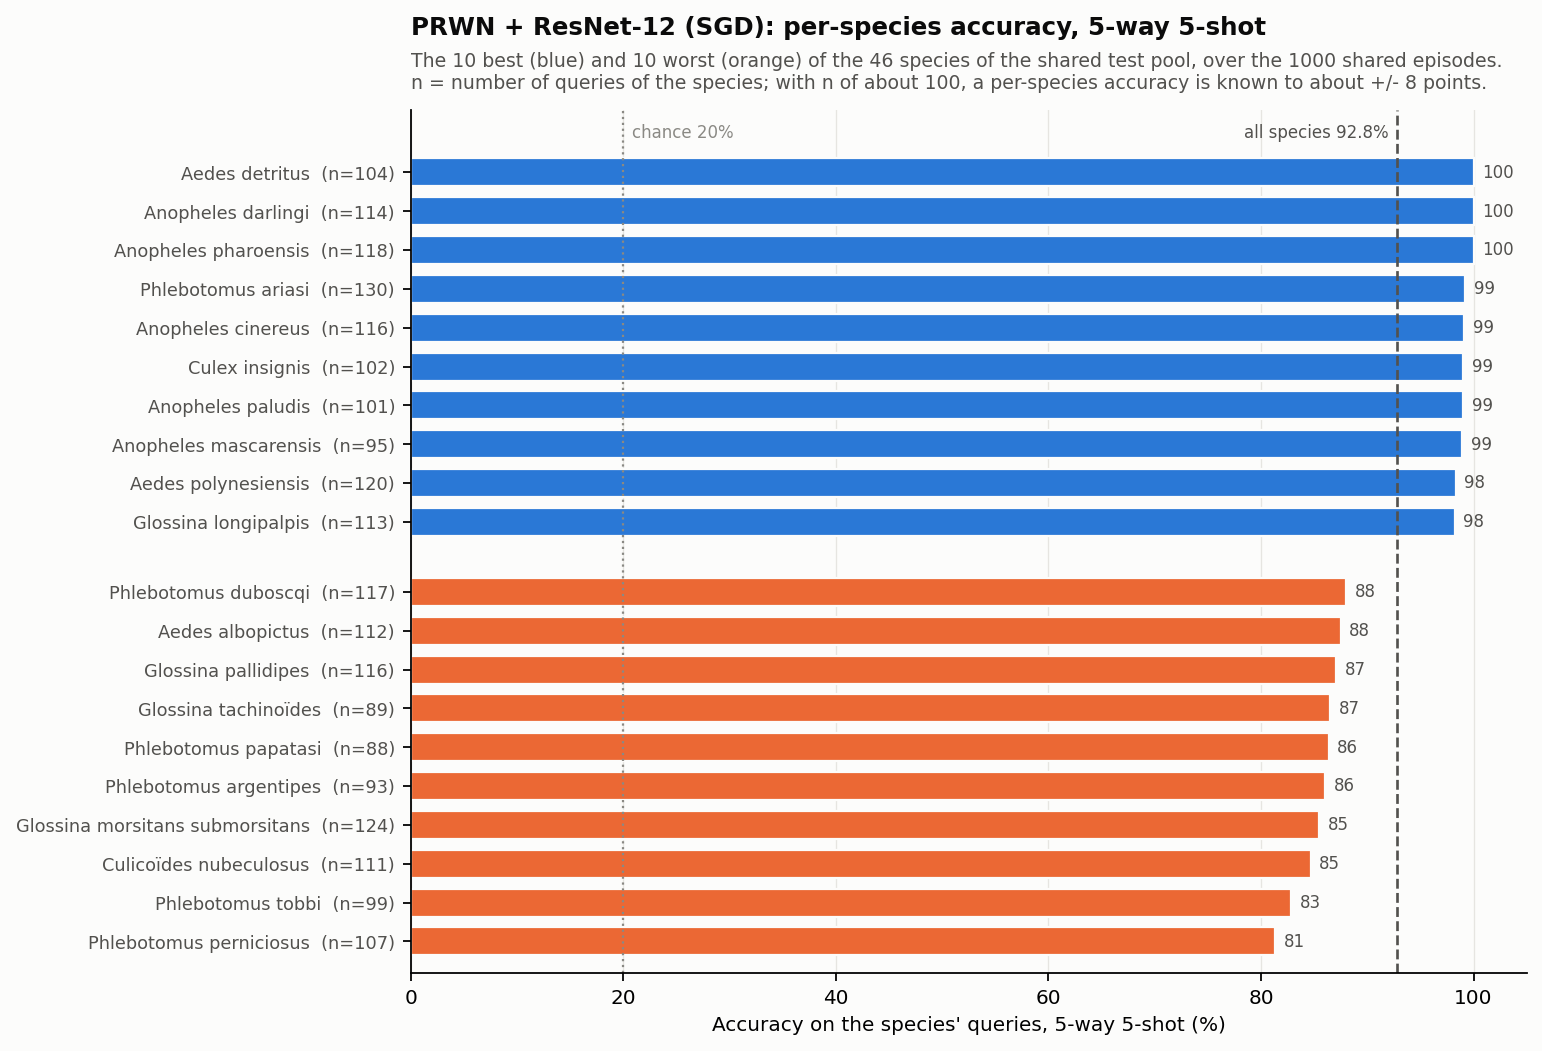 PRWN + ResNet-12 (SGD): per-species accuracy, 5-way 5-shot
The 10 best (blue) and 10 worst (orange) of the 46 species of the shared test pool, over the 1000 shared episodes.
n = number of queries of the species; with n of about 100, a per-species accuracy is known to about +/- 8 points.
chance 20%
all species 92.8%
Aedes detritus (n=104) 100
Anopheles darlingi (n=114) 100
Anopheles pharoensis (n=118) 100
Phlebotomus ariasi (n=130) 99
Anopheles cinereus (n=116) 99
Culex insignis (n=102) 99
Anopheles paludis (n=101) 99
Anopheles mascarensis (n=95) 99
Aedes polynesiensis (n=120) 98
Glossina longipalpis (n=113) 98
Phlebotomus duboscqi (n=117) 88
Aedes albopictus (n=112) 88
Glossina pallidipes (n=116) 87
Glossina tachinoïdes (n=89) 87
Phlebotomus papatasi (n=88) 86
Phlebotomus argentipes (n=93) 86
Glossina morsitans submorsitans (n=124) 85
Culicoïdes nubeculosus (n=111) 85
Phlebotomus tobbi (n=99) 83
Phlebotomus perniciosus (n=107) 81
0 20 40 60 80 100
Accuracy on the species' queries, 5-way 5-shot (%)